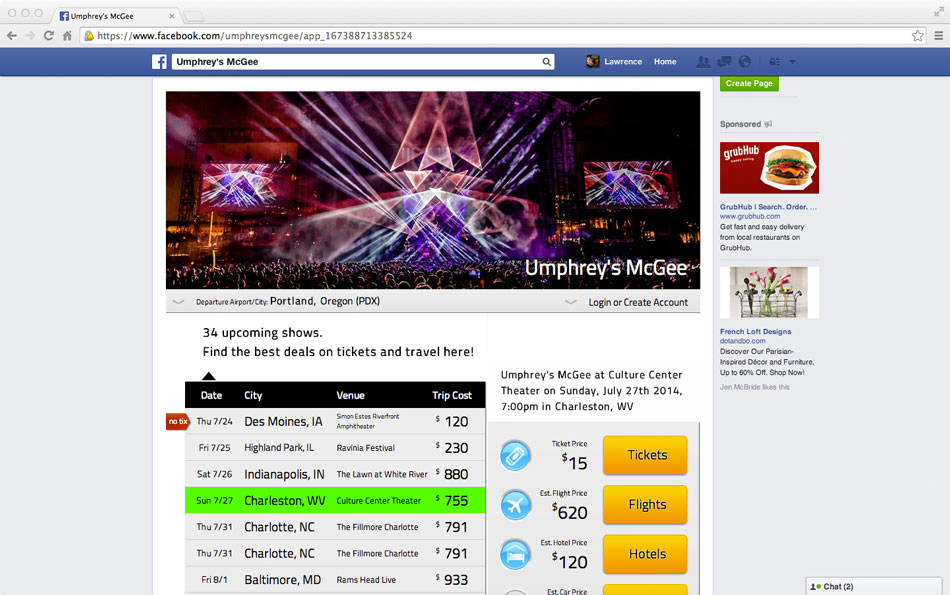 Umphrey's McGee
https://www.facebook.com/umphreysmcgee/app_167388713385524
Umphrey's McGee
Lawrence
Home
Create Page
Umphrey's McGee
Departure Airport/City: Portland, Oregon (PDX)
Login or Create Account
34 upcoming shows.
Find the best deals on tickets and travel here!
Date City Venue Trip Cost
no tix
Thu 7/24 Des Moines, IA Simon Estes Riverfront Amphitheater $ 120
Fri 7/25 Highland Park, IL Ravinia Festival $ 230
Sat 7/26 Indianapolis, IN The Lawn at White River $ 880
Sun 7/27 Charleston, WV Culture Center Theater $ 755
Thu 7/31 Charlotte, NC The Fillmore Charlotte $ 791
Thu 7/31 Charlotte, NC The Fillmore Charlotte $ 791
Fri 8/1 Baltimore, MD Rams Head Live $ 933
Umphrey's McGee at Culture Center
Theater on Sunday, July 27th 2014,
7:00pm in Charleston, WV
Ticket Price
$15
Tickets
Est. Flight Price
$620
Flights
Est. Hotel Price
$120
Hotels
Est. Car Price
Sponsored
grubHub
happy eating
GrubHub | Search. Order. ...
www.grubhub.com
Get fast and easy delivery
from local restaurants on
GrubHub.
French Loft Designs
dotandbo.com
Discover Our Parisian-
Inspired Décor and Furniture,
Up to 60% Off. Shop Now!
Jen McBride likes this
Chat (2)